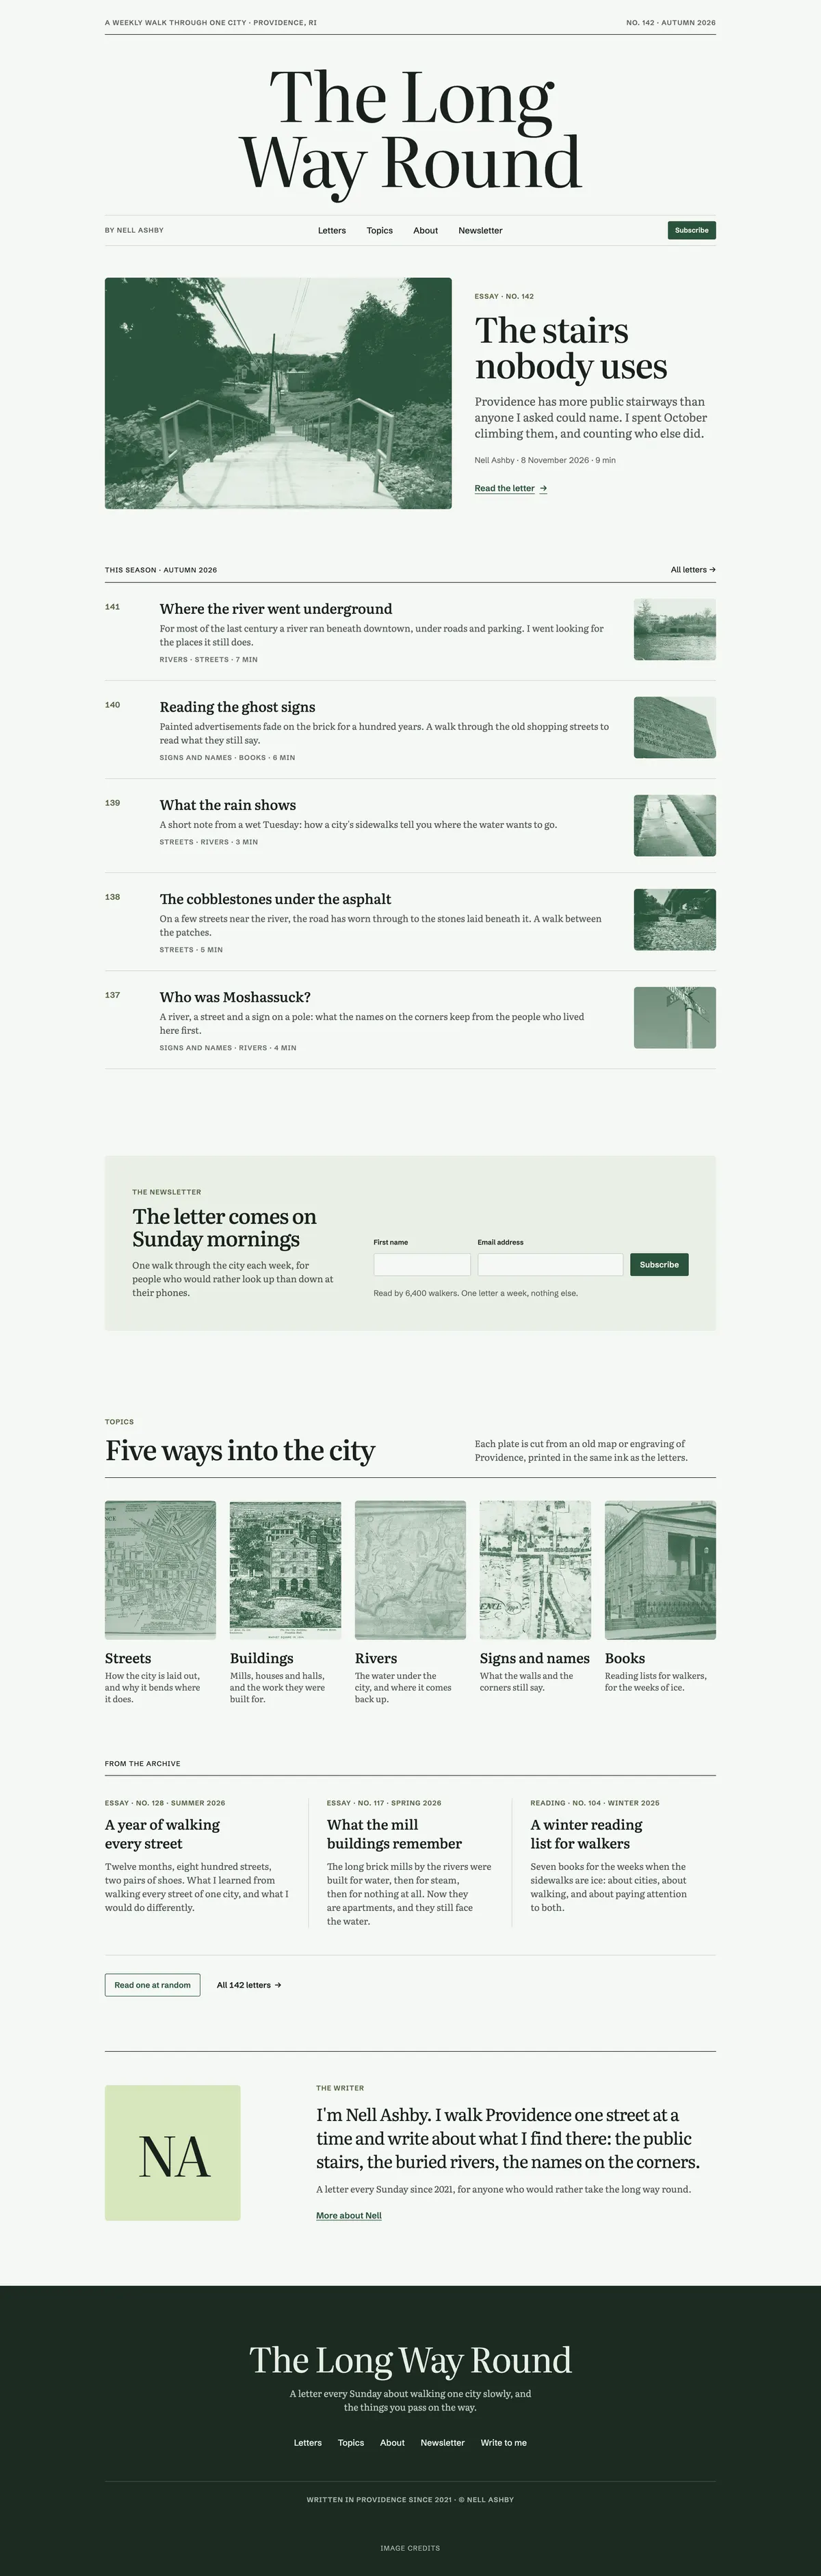 A WEEKLY WALK THROUGH ONE CITY · PROVIDENCE, RI
NO. 142 · AUTUMN 2026
The Long
Way Round
BY NELL ASHBY
Letters
Topics
About
Newsletter
Subscribe
ESSAY · NO. 142
The stairs
nobody uses
Providence has more public stairways than
anyone I asked could name. I spent October
climbing them, and counting who else did.
Nell Ashby · 8 November 2026 · 9 min
Read the letter →
THIS SEASON · AUTUMN 2026
All letters →
141
Where the river went underground
For most of the last century a river ran beneath downtown, under roads and parking. I went looking for
the places it still does.
RIVERS · STREETS · 7 MIN
140
Reading the ghost signs
Painted advertisements fade on the brick for a hundred years. A walk through the old shopping streets to
read what they still say.
SIGNS AND NAMES · BOOKS · 6 MIN
139
What the rain shows
A short note from a wet Tuesday: how a city's sidewalks tell you where the water wants to go.
STREETS · RIVERS · 3 MIN
138
The cobblestones under the asphalt
On a few streets near the river, the road has worn through to the stones laid beneath it. A walk between
the patches.
STREETS · 5 MIN
137
Who was Moshassuck?
A river, a street and a sign on a pole: what the names on the corners keep from the people who lived
here first.
SIGNS AND NAMES · RIVERS · 4 MIN
THE NEWSLETTER
The letter comes on
Sunday mornings
One walk through the city each week, for
people who would rather look up than down at
their phones.
First name
Email address
Subscribe
Read by 6,400 walkers. One letter a week, nothing else.
TOPICS
Five ways into the city
Each plate is cut from an old map or engraving of
Providence, printed in the same ink as the letters.
Streets
How the city is laid out,
and why it bends where
it does.
Buildings
Mills, houses and halls,
and the work they were
built for.
Rivers
The water under the
city, and where it comes
back up.
Signs and names
What the walls and the
corners still say.
Books
Reading lists for walkers,
for the weeks of ice.
FROM THE ARCHIVE
ESSAY · NO. 128 · SUMMER 2026
A year of walking
every street
Twelve months, eight hundred streets,
two pairs of shoes. What I learned from
walking every street of one city, and what I
would do differently.
ESSAY · NO. 117 · SPRING 2026
What the mill
buildings remember
The long brick mills by the rivers were
built for water, then for steam,
then for nothing at all. Now they
are apartments, and they still face
the water.
READING · NO. 104 · WINTER 2025
A winter reading
list for walkers
Seven books for the weeks when the
sidewalks are ice: about cities, about
walking, and about paying attention
to both.
Read one at random
All 142 letters →
NA
THE WRITER
I'm Nell Ashby. I walk Providence one street at a
time and write about what I find there: the public
stairs, the buried rivers, the names on the corners.
A letter every Sunday since 2021, for anyone who would rather take the long way round.
More about Nell
The Long Way Round
A letter every Sunday about walking one city slowly, and
the things you pass on the way.
Letters
Topics
About
Newsletter
Write to me
WRITTEN IN PROVIDENCE SINCE 2021 · © NELL ASHBY
IMAGE CREDITS